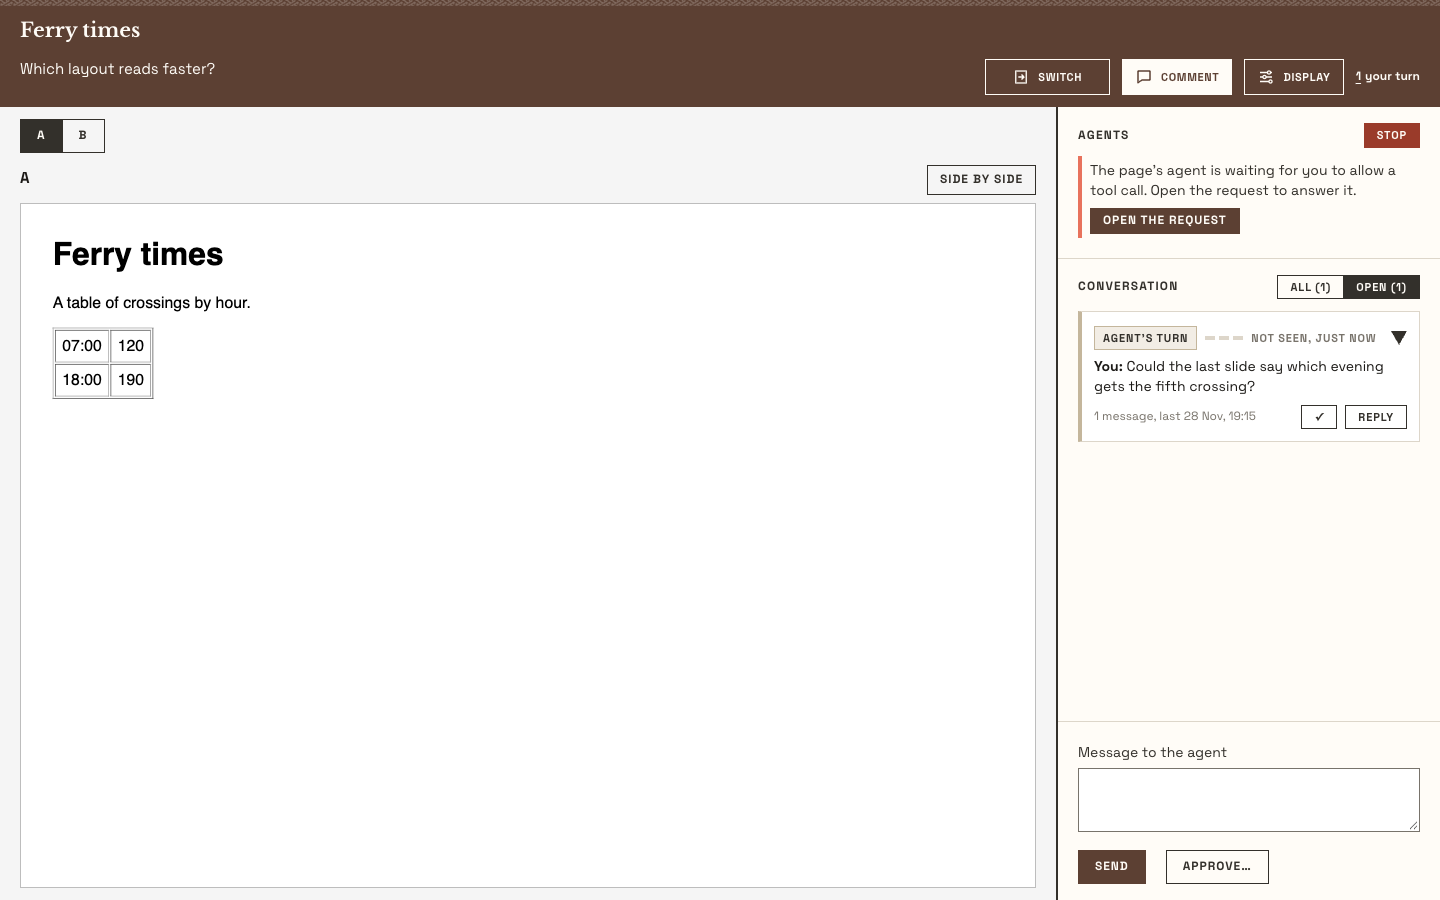 Ferry times
Which layout reads faster?
SWITCH
COMMENT
DISPLAY
1 your turn
A
B
A
SIDE BY SIDE
Ferry times
A table of crossings by hour.
07:00 120
18:00 190
AGENTS
STOP
The page's agent is waiting for you to allow a
tool call. Open the request to answer it.
OPEN THE REQUEST
CONVERSATION
ALL (1)
OPEN (1)
AGENT'S TURN
NOT SEEN, JUST NOW
You: Could the last slide say which evening
gets the fifth crossing?
1 message, last 28 Nov, 19:15
✓
REPLY
Message to the agent
SEND
APPROVE…